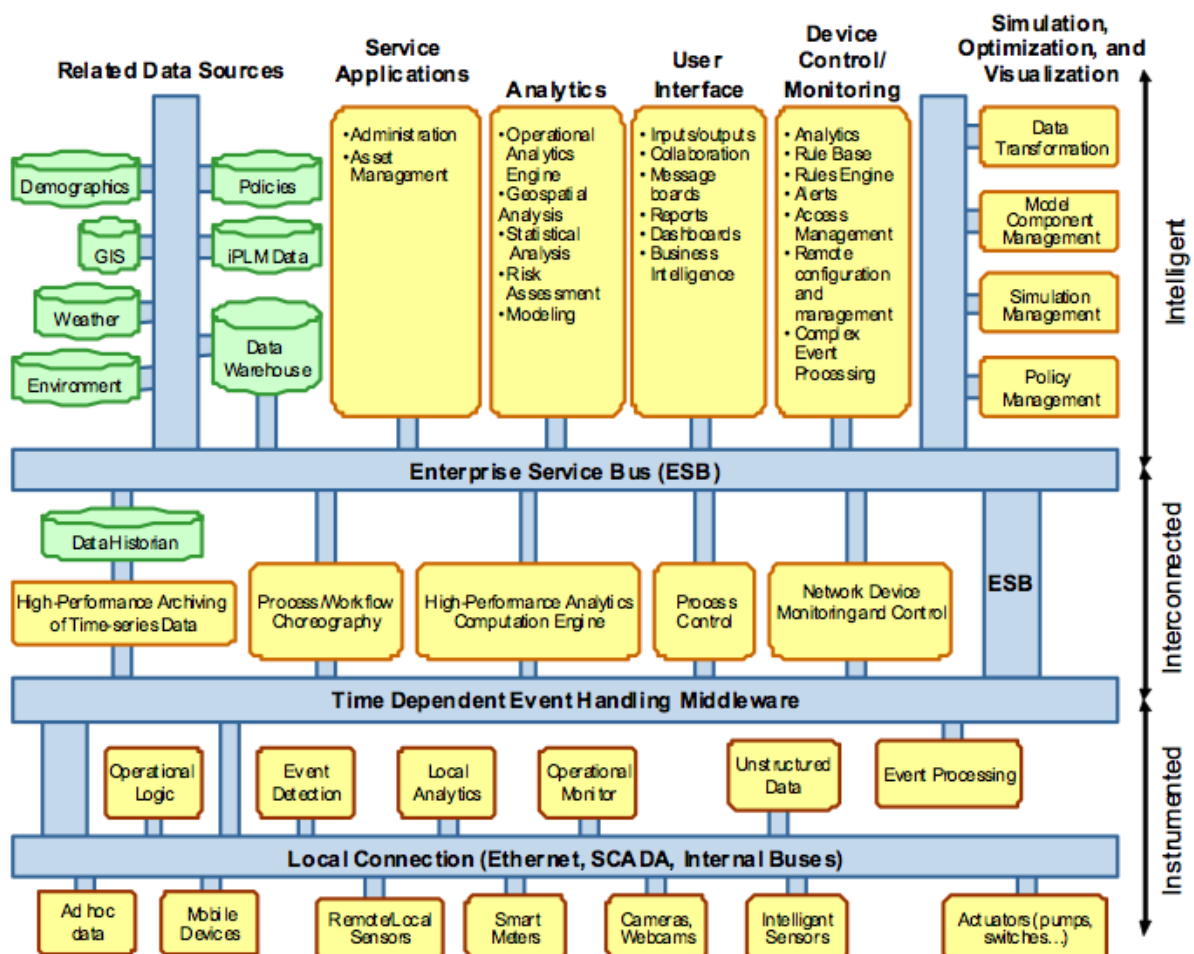 Related Data Sources
Service
Applications
Analytics
User
Interface
Device
Control/
Monitoring
Simulation,
Optimization, and
Visualization
Demographics
Policies
GIS
iPLM Data
Weather
Data
Warehouse
Environment
•Administration
•Asset
Management
•Operational
Analytics
Engine
•Geospatial
Analysis
•Statistical
Analysis
•Risk
Assessment
•Modeling
•Inputs/outputs
•Collaboration
•Message
boards
•Reports
•Dashboards
•Business
Intelligence
•Analytics
•Rule Base
•Rules Engine
•Alerts
•Access
Management
•Remote
configuration
and
management
•Complex
Event
Processing
Data
Transformation
Model
Component
Management
Simulation
Management
Policy
Management
Intelligent
Enterprise Service Bus (ESB)
Data Historian
High-Performance Archiving
of Time-series Data
Process/Workflow
Choreography
High-Performance Analytics
Computation Engine
Process
Control
Network Device
Monitoring and Control
ESB
Interconnected
Time Dependent Event Handling Middleware
Operational
Logic
Event
Detection
Local
Analytics
Operational
Monitor
Unstructured
Data
Event Processing
Instrumented
Local Connection (Ethernet, SCADA, Internal Buses)
Ad hoc
data
Mobile
Devices
Remote/Local
Sensors
Smart
Meters
Cameras,
Webcams
Intelligent
Sensors
Actuators (pumps,
switches...)